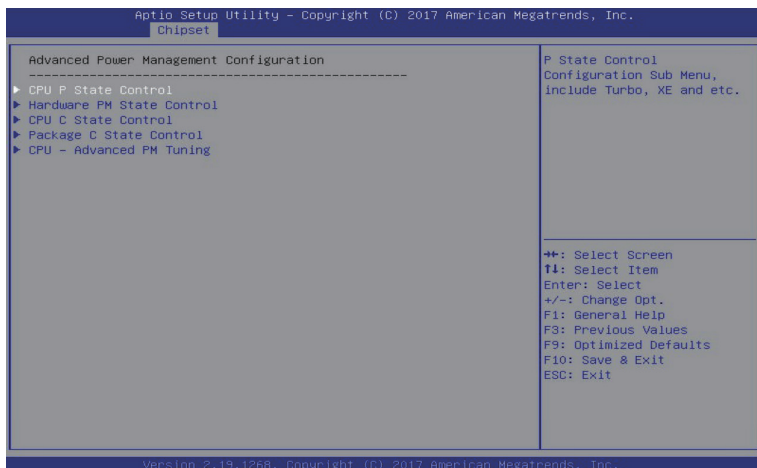 Aptio Setup Utility – Copyright (C) 2017 American Megatrends, Inc.
Chipset
Advanced Power Management Configuration
--------------------------------------------------
CPU P State Control
Hardware PM State Control
CPU C State Control
Package C State Control
CPU – Advanced PM Tuning
P State Control
Configuration Sub Menu,
include Turbo, XE and etc.
→←: Select Screen
↑↓: Select Item
Enter: Select
+/-: Change Opt.
F1: General Help
F3: Previous Values
F9: Optimized Defaults
F10: Save & Exit
ESC: Exit
Version 2.19.1268. Copyright (C) 2017 American Megatrends, Inc.